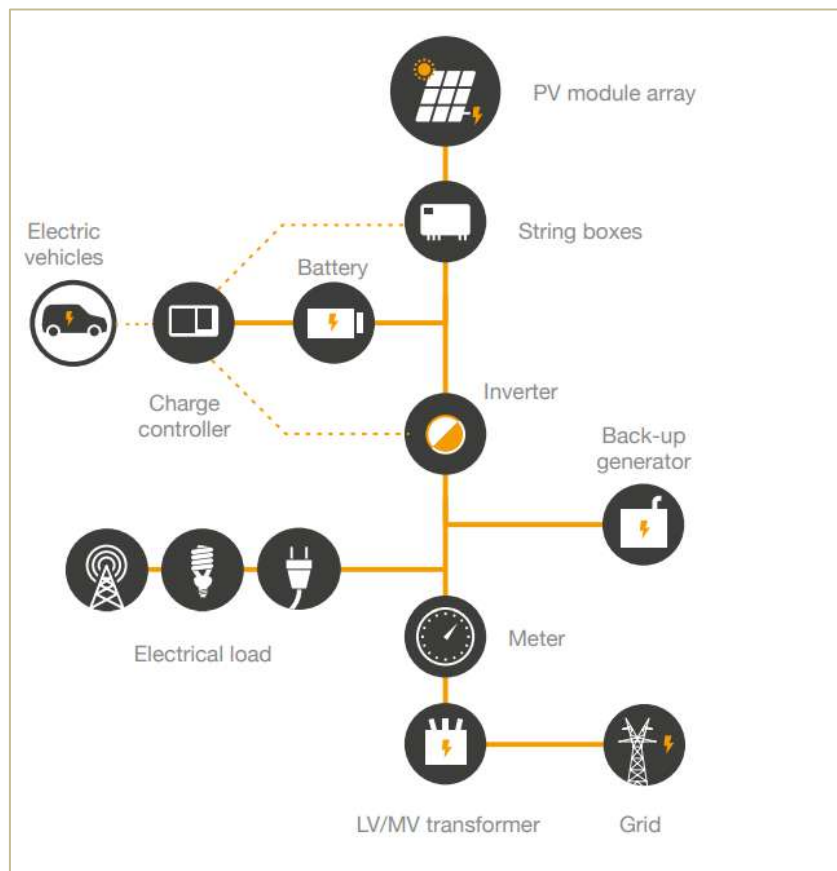 PV module array
String boxes
Electric
vehicles
Battery
Charge
controller
Inverter
Back-up
generator
Electrical load
Meter
LV/MV transformer
Grid